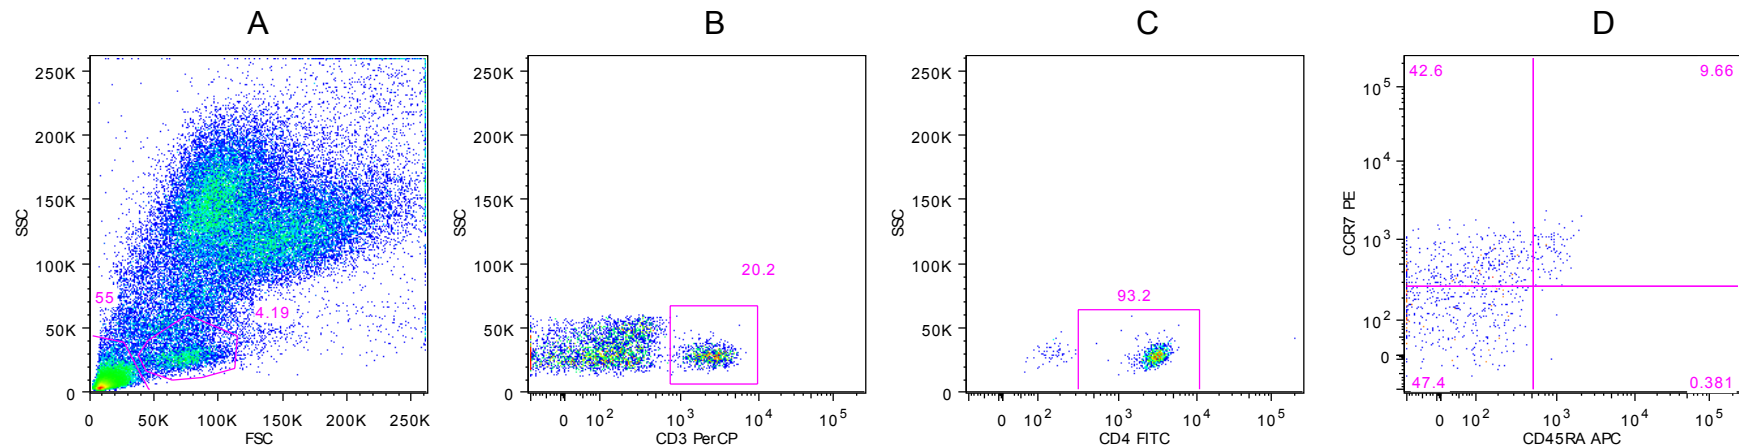 A
SSC
250K
200K
150K
100K
50K
0
55
4.19
0
50K
100K
150K
200K
250K
FSC
B
SSC
250K
200K
150K
100K
50K
0
20.2
0
10^2
10^3
10^4
10^5
CD3 PerCP
C
SSC
250K
200K
150K
100K
50K
0
93.2
0
10^2
10^3
10^4
10^5
CD4 FITC
D
CCR7 PE
10^5
10^4
10^3
10^2
0
42.6
9.66
47.4
0.381
0
10^2
10^3
10^4
10^5
CD45RA APC